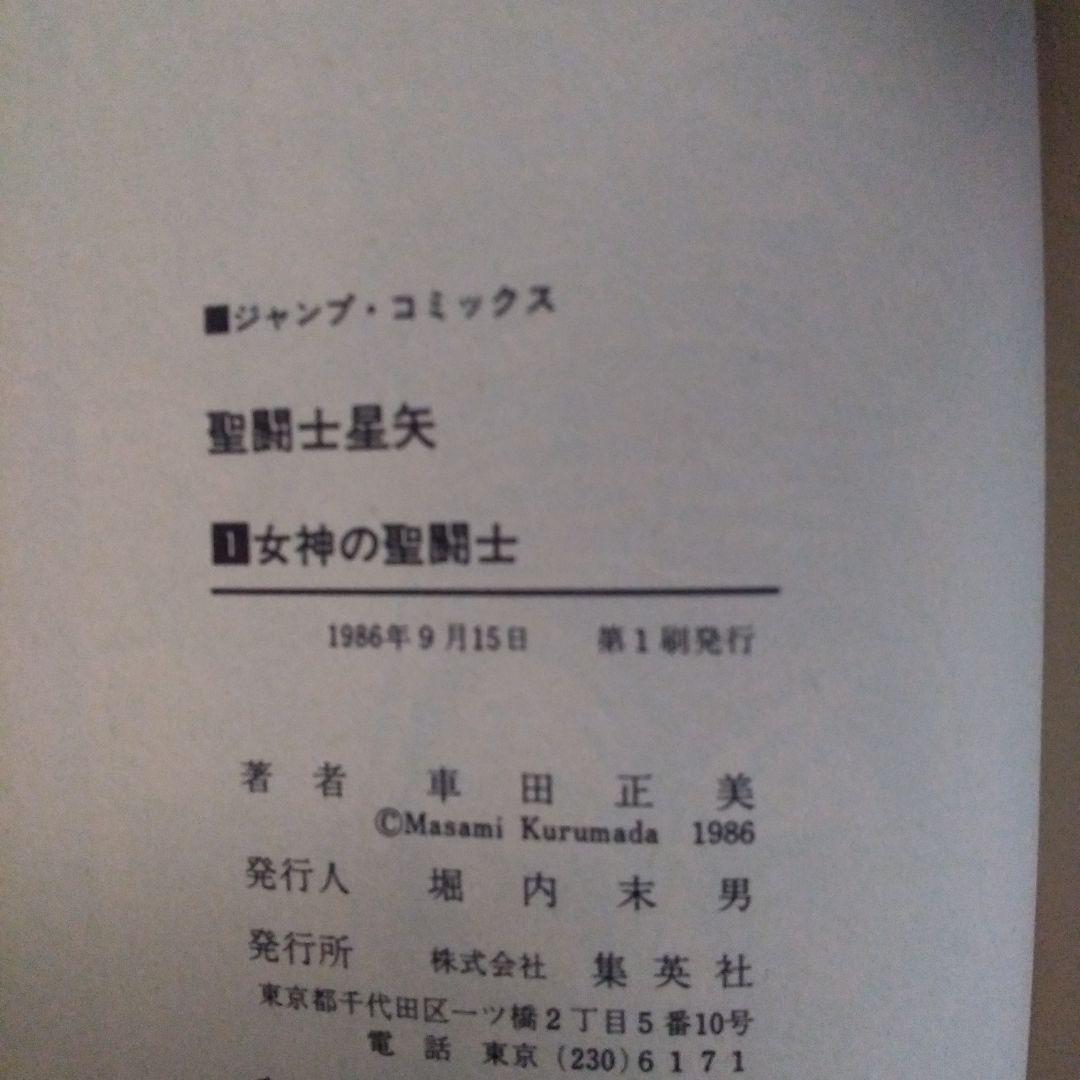 ■ジャンプ・コミックス
聖闘士星矢
1女神の聖闘士
1986年9月15日 第1刷発行
著者 車田正美
©Masami Kurumada 1986
発行人 堀内末男
発行所 株式会社 集英社
東京都千代田区一ツ橋2丁目5番10号
電話 東京(230)6171